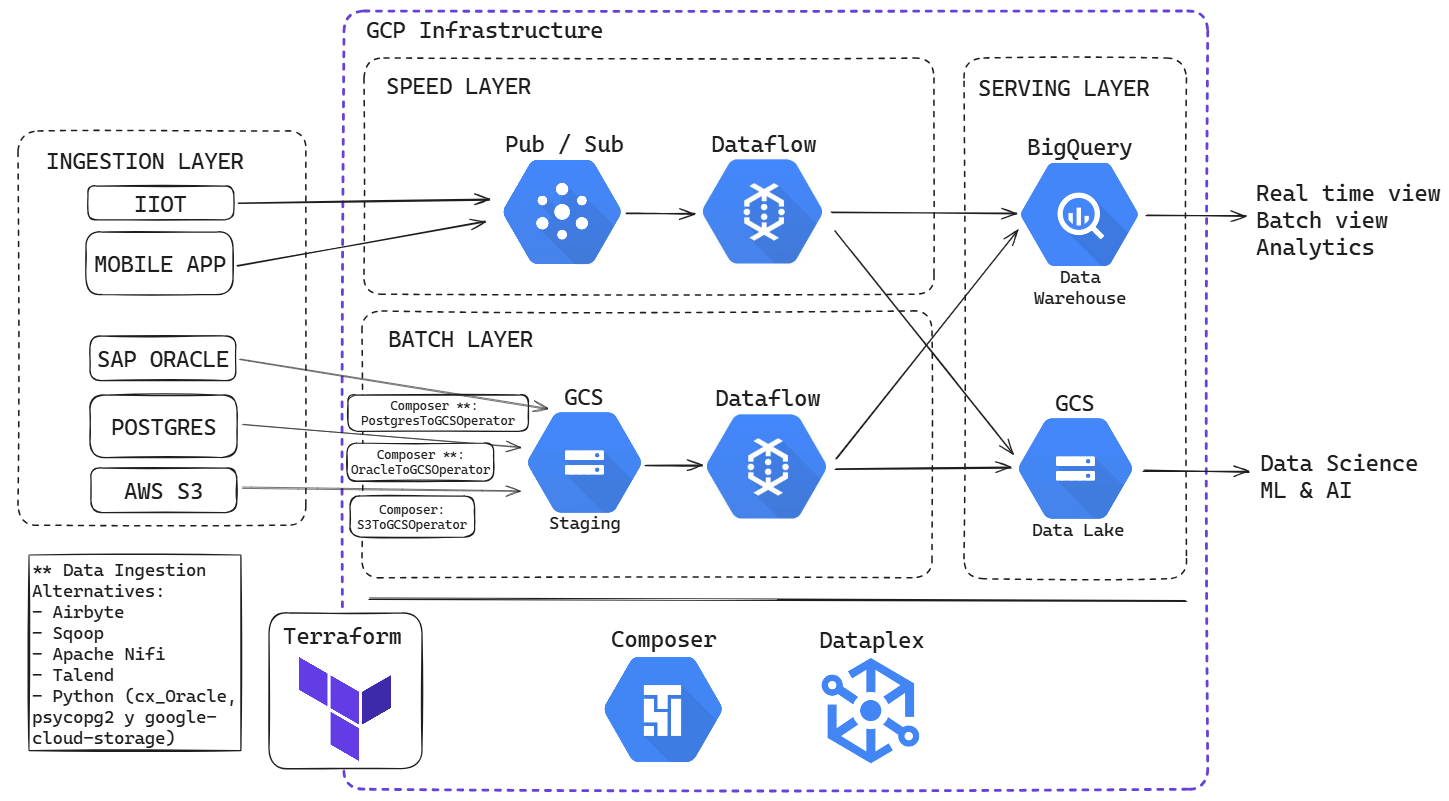 GCP Infrastructure
SPEED LAYER
SERVING LAYER
INGESTION LAYER
Pub / Sub
Dataflow
BigQuery
IIOT
MOBILE APP
Real time view
Batch view
Analytics
Data
Warehouse
BATCH LAYER
SAP ORACLE
POSTGRES
AWS S3
Composer **:
PostgresToGCSOperator
Composer **:
OracleToGCSOperator
Composer:
S3ToGCSOperator
GCS
Staging
Dataflow
GCS
Data Lake
Data Science
ML & AI
** Data Ingestion
Alternatives:
- Airbyte
- Sqoop
- Apache Nifi
- Talend
- Python (cx_Oracle,
psycopg2 y google-
cloud-storage)
Terraform
Composer
Dataplex